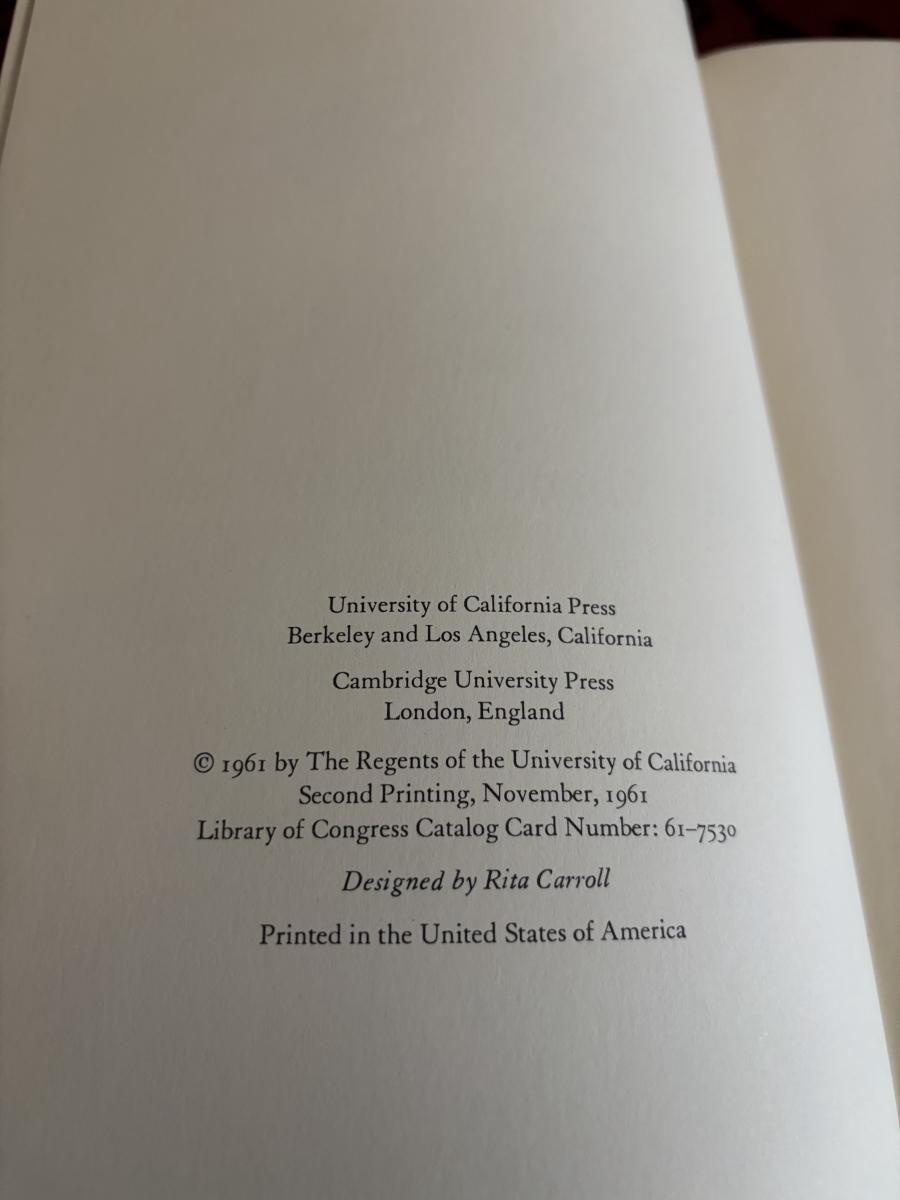 University of California Press
Berkeley and Los Angeles, California
Cambridge University Press
London, England
© 1961 by The Regents of the University of California
Second Printing, November, 1961
Library of Congress Catalog Card Number: 61–7530
Designed by Rita Carroll
Printed in the United States of America